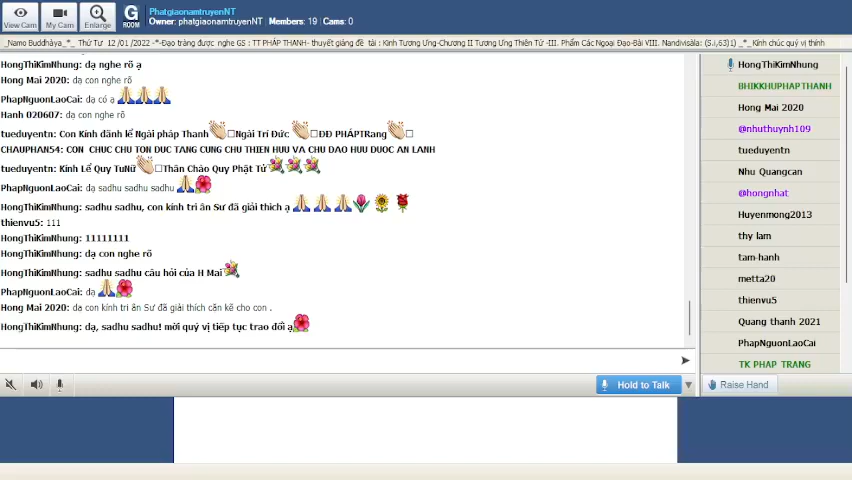 View Cam
My Cam
Enlarge
G
ROOM
PhatgiaonamtruyenNT
Owner: phatgiaonamtruyenNT | Members: 19 | Cams: 0
_Namo Buddhāya_*_ Thứ Tư 12 /01 /2022 -*-Đạo tràng được nghe GS : TT PHÁP THANH- thuyết giảng đề tài : Kinh Tương Ưng-Chương II Tương Ưng Thiên Tử -III. Phẩm Các Ngoại Đạo-Bài VIII. Nandivisàla: (S.i,63)1) _*_Kính chúc quý vị thính
HongThiKimNhung: dạ nghe rõ ạ
Hong Mai 2020: dạ con nghe rõ
PhapNguonLaoCai: dạ có ạ
Hanh 020607: dạ con nghe rõ
tueduyentn: Con Kính đảnh lể Ngài pháp Thanh Ngài Trí Đức ĐĐ PHÁPTRang
CHAUPHAN54: CON CHUC CHU TON DUC TANG CUNG CHU THIEN HUU VA CHU DAO HUU DUOC AN LANH
tueduyentn: Kính Lể Quy TuNữ Thân Chào Quy Phật Tử
PhapNguonLaoCai: dạ sadhu sadhu sadhu
HongThiKimNhung: sadhu sadhu, con kính tri ân Sư đã giải thích ạ
thienvu5: 111
HongThiKimNhung: 11111111
HongThiKimNhung: dạ con nghe rõ
HongThiKimNhung: sadhu sadhu câu hỏi của H Mai
PhapNguonLaoCai: dạ
Hong Mai 2020: dạ con kính tri ân Sư đã giải thích cặn kẽ cho con .
HongThiKimNhung: dạ, sadhu sadhu! mời quý vị tiếp tục trao đổi ạ
Hold to Talk
HongThiKimNhung
BHIKKHUPHAPTHANH
Hong Mai 2020
@nhuthuynh109
tueduyentn
Nhu Quangcan
@hongnhat
Huyenmong2013
thy lam
tam-hanh
metta20
thienvu5
Quang thanh 2021
PhapNguonLaoCai
TK PHAP TRANG
Raise Hand